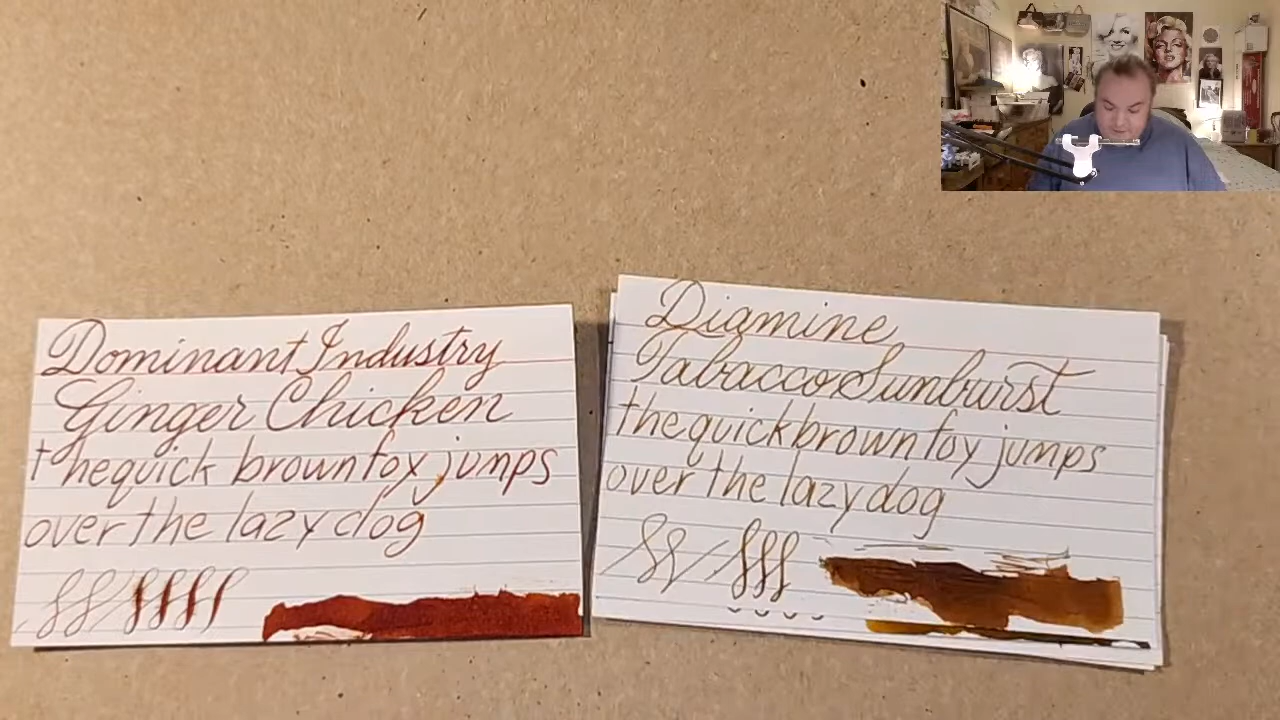 Dominant Industry
Ginger Chicken
the quick brown fox jumps
over the lazy dog
Diamine
Tabacco Sunburst
the quick brown foy jumps
over the lazy dog